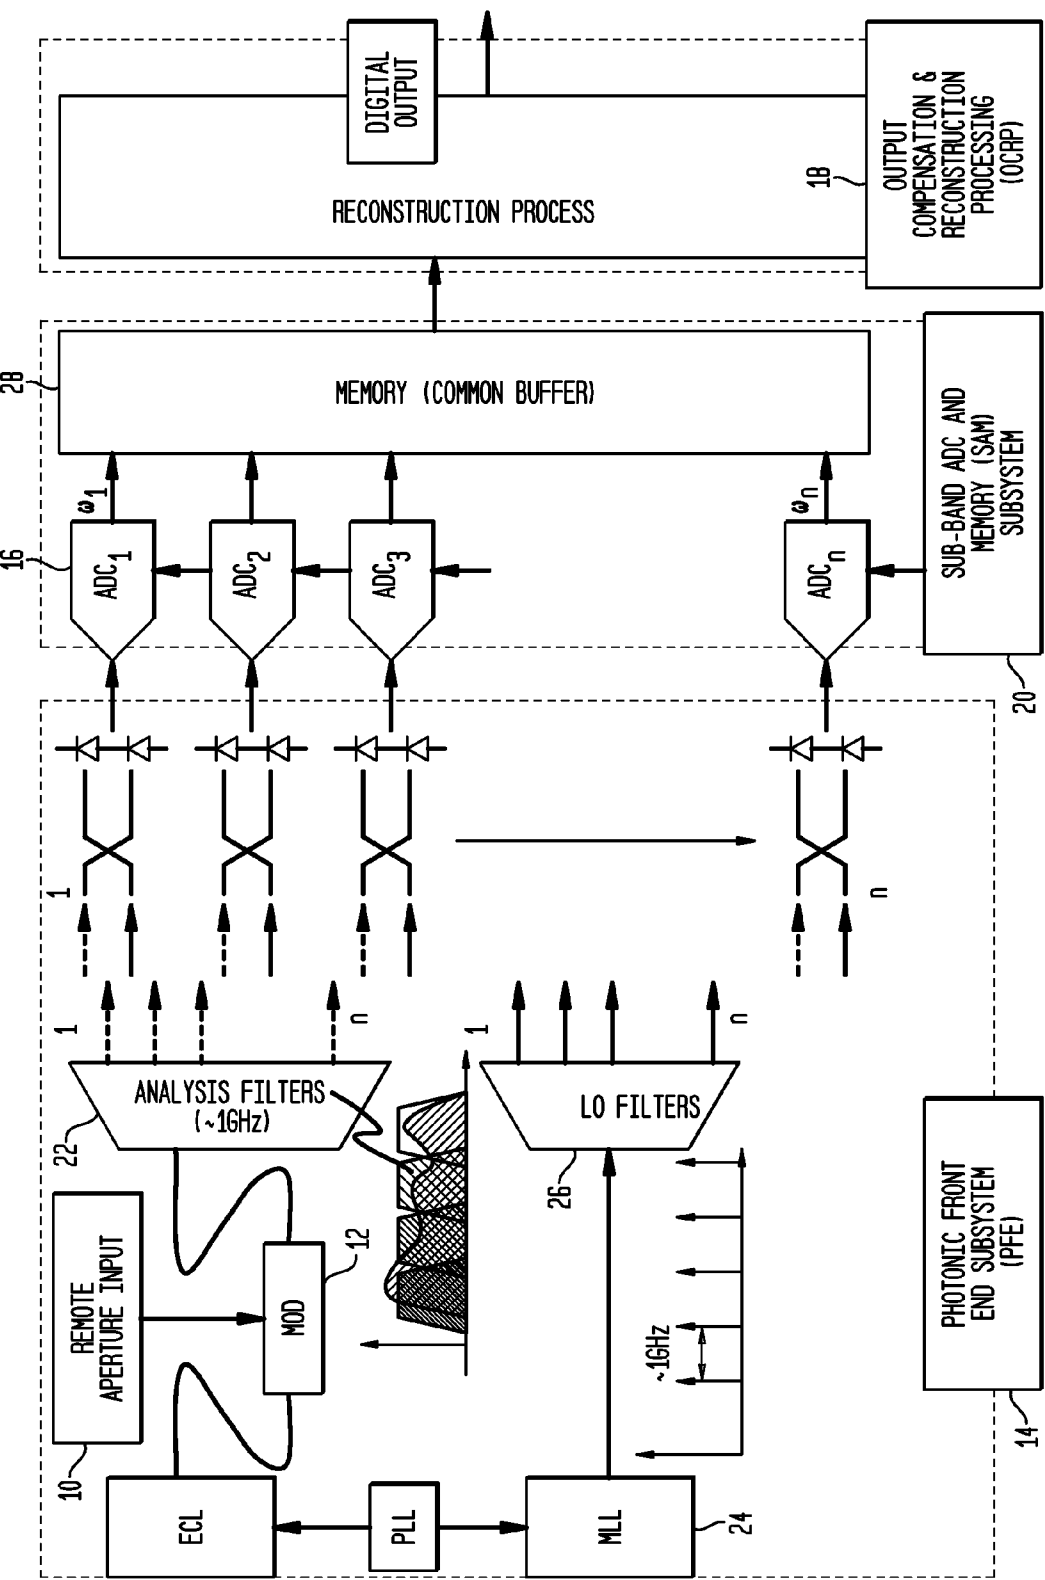 10
REMOTE
APERTURE INPUT
ECL
PLL
MLL
24
MOD
12
22
ANALYSIS FILTERS
(~1GHz)
1
n
~1GHz
26
LO FILTERS
1
n
1
n
PHOTONIC FRONT
END SUBSYSTEM
(PFE)
14
16
ADC1
ADC2
ADC3
ADCn
ω1
ωn
28
MEMORY (COMMON BUFFER)
SUB-BAND ADC AND
MEMORY (SAM)
SUBSYSTEM
20
RECONSTRUCTION PROCESS
DIGITAL
OUTPUT
18
OUTPUT
COMPENSATION &
RECONSTRUCTION
PROCESSING
(OCRP)